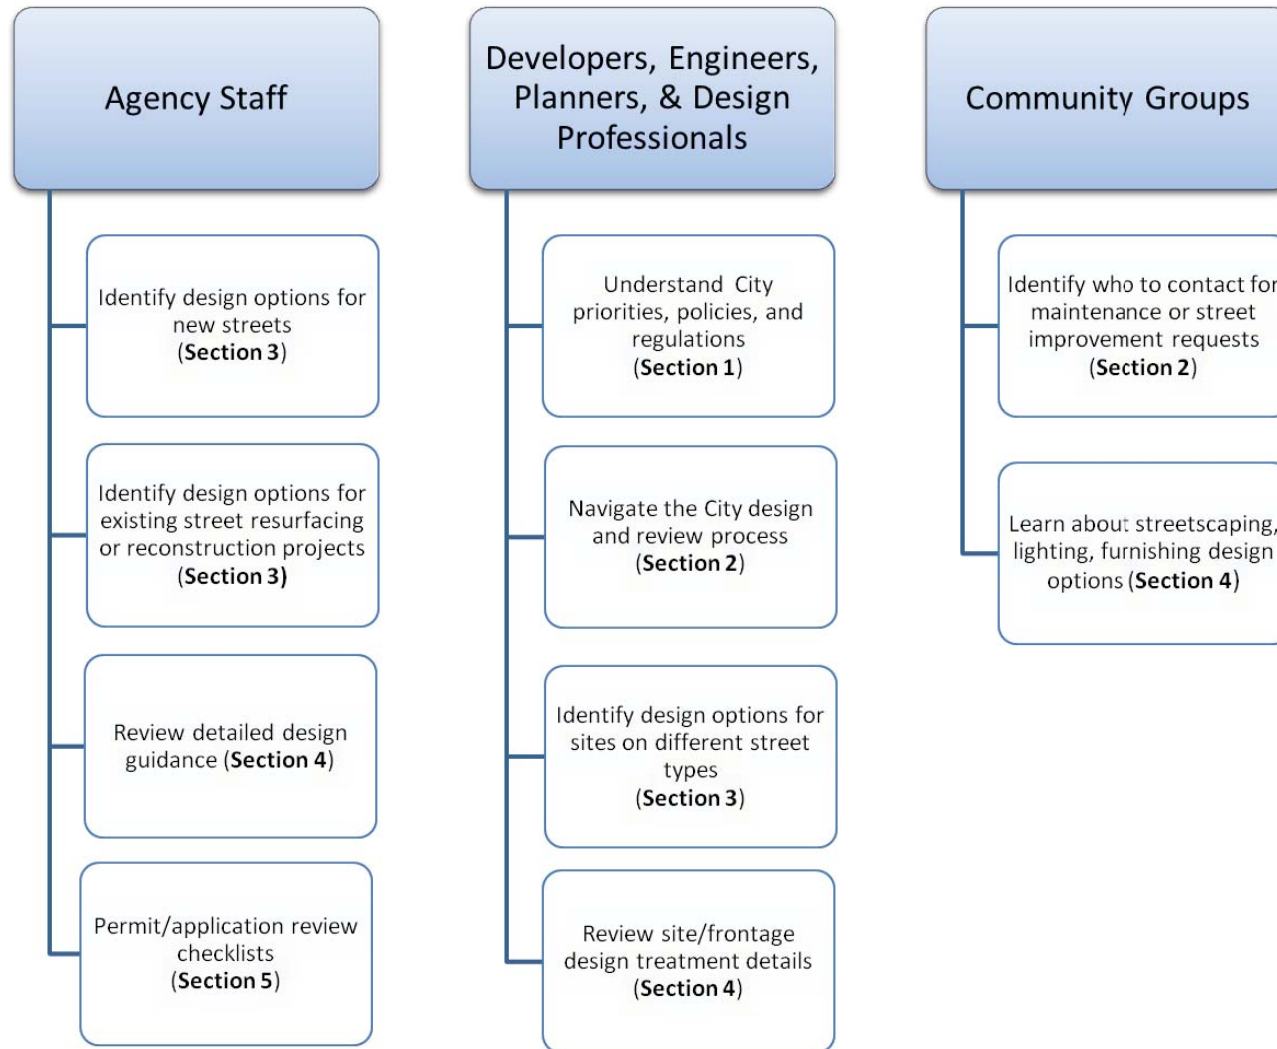 Agency Staff
Identify design options for
new streets
(Section 3)
Identify design options for
existing street resurfacing
or reconstruction projects
(Section 3)
Review detailed design
guidance (Section 4)
Permit/application review
checklists
(Section 5)
Developers, Engineers,
Planners, & Design
Professionals
Understand City
priorities, policies, and
regulations
(Section 1)
Navigate the City design
and review process
(Section 2)
Identify design options for
sites on different street
types
(Section 3)
Review site/frontage
design treatment details
(Section 4)
Community Groups
Identify who to contact for
maintenance or street
improvement requests
(Section 2)
Learn about streetscaping,
lighting, furnishing design
options (Section 4)